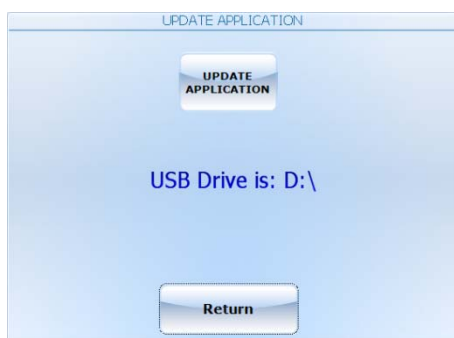 UPDATE APPLICATION
UPDATE
APPLICATION
USB Drive is: D:\
Return